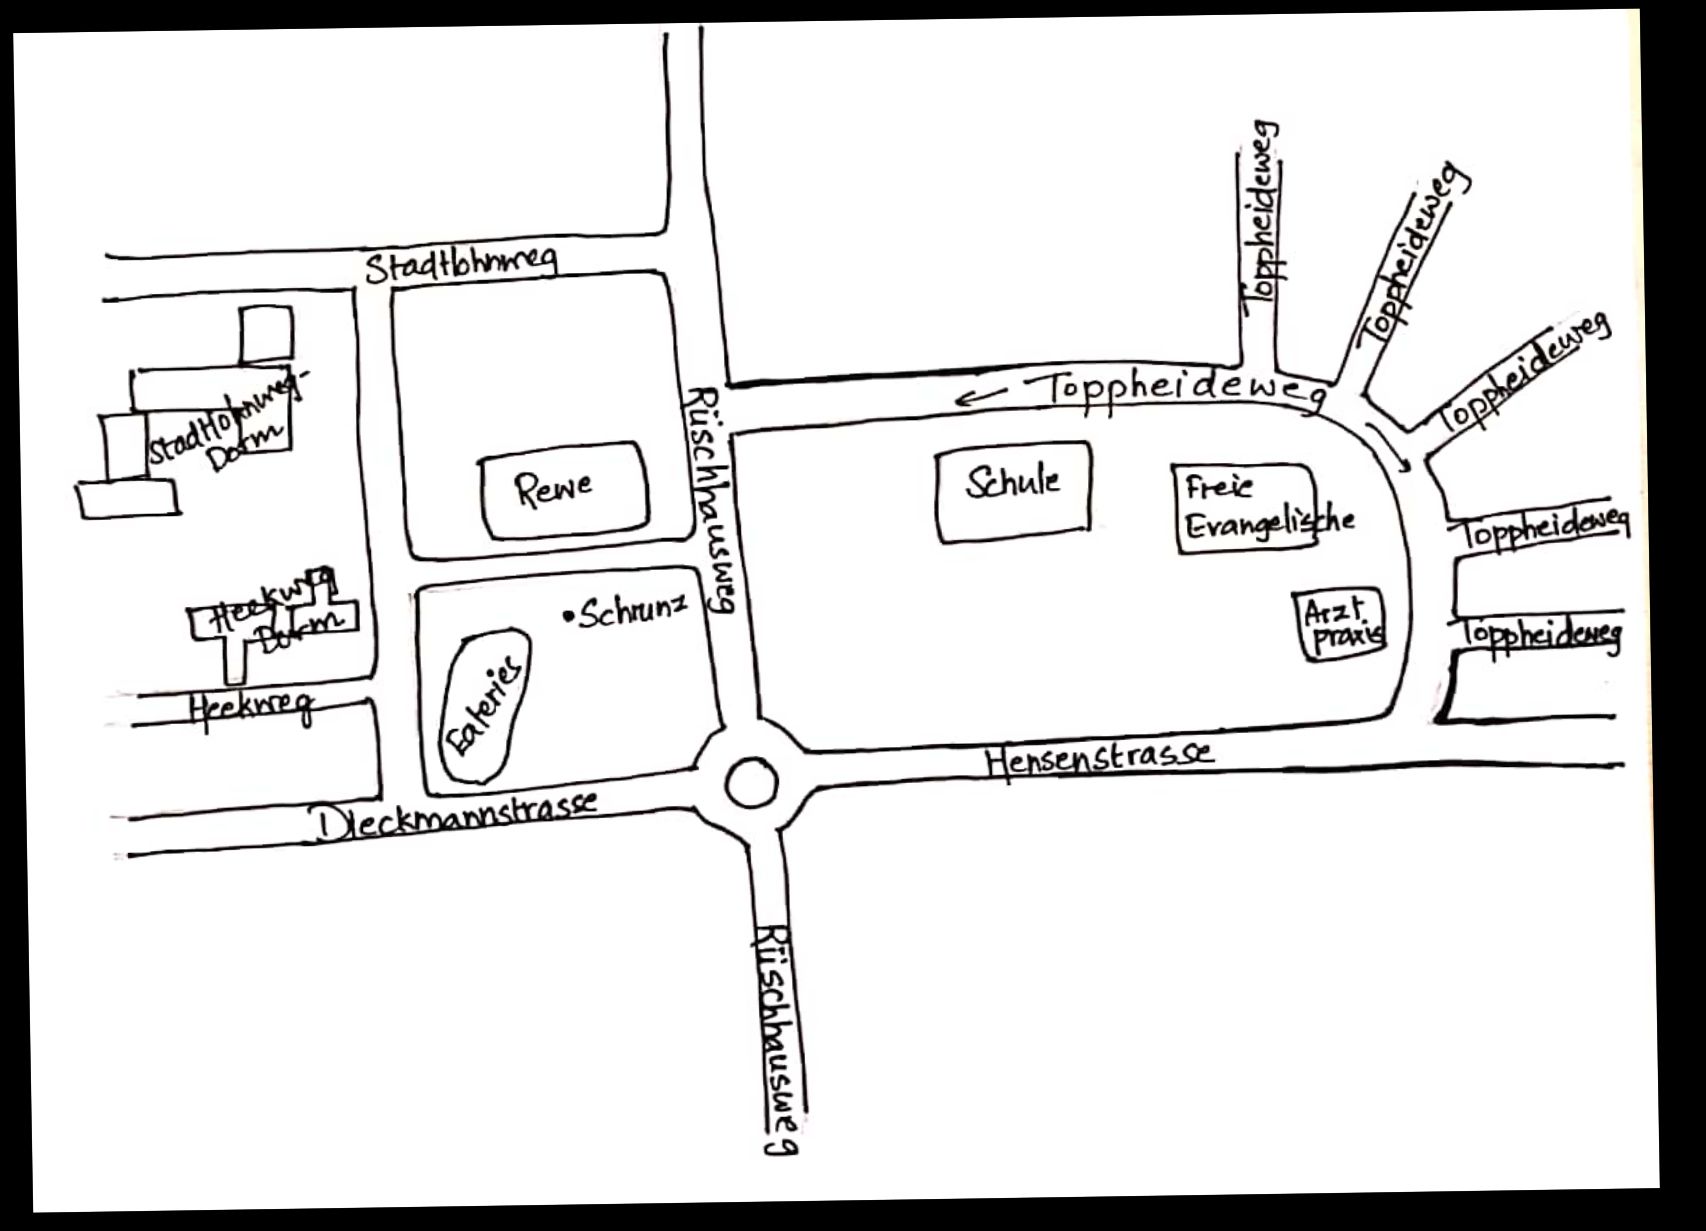 Stadtlohnweg
Toppheideweg
Toppheideweg
Toppheideweg
Toppheideweg
Toppheideweg
Toppheideweg
Rüschhausweg
Stadtlohnweg-
Dorm
Rewe
Schule
Freie
Evangelische
Heekweg
Dorm
Schrunz
Arzt
praxis
Eateries
Heekweg
Hensenstrasse
Dieckmannstrasse
Rüschhausweg